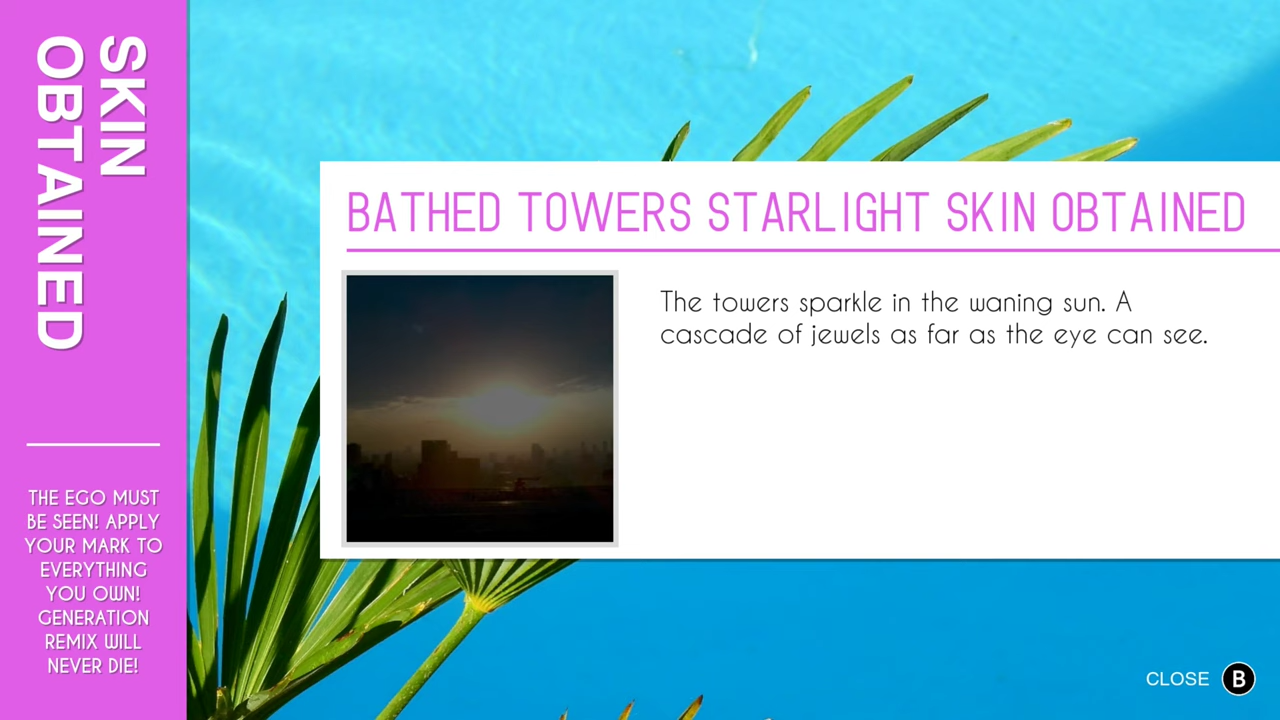 SKIN
OBTAINED
THE EGO MUST
BE SEEN! APPLY
YOUR MARK TO
EVERYTHING
YOU OWN!
GENERATION
REMIX WILL
NEVER DIE!
BATHED TOWERS STARLIGHT SKIN OBTAINED
The towers sparkle in the waning sun. A
cascade of jewels as far as the eye can see.
CLOSE B